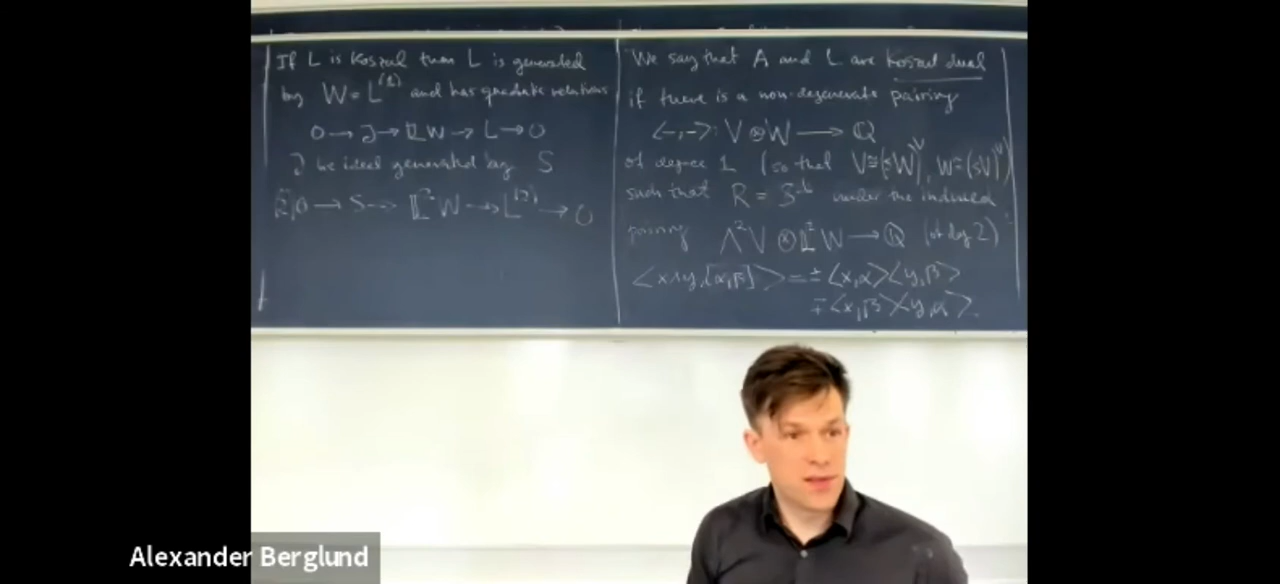 If L is Koszul then L is generated
by W = L^{(1)} and has quadratic relations
0 → J → 𝕃W → L → 0
J be ideal generated by S
0 → S → 𝕃²W → L^{(2)} → 0
We say that A and L are Koszul dual
if there is a non-degenerate pairing
<-,->: V ⊗ W → ℚ
of degree 1 (so that V ≅ (sW)^∨, W ≅ (sV)^∨)
such that R = S^⊥ under the induced
pairing Λ²V ⊗ 𝕃²W → ℚ (of deg 2)
<x∧y, [α,β]> = ± <x,α><y,β>
∓ <x,β><y,α>.
Alexander Berglund